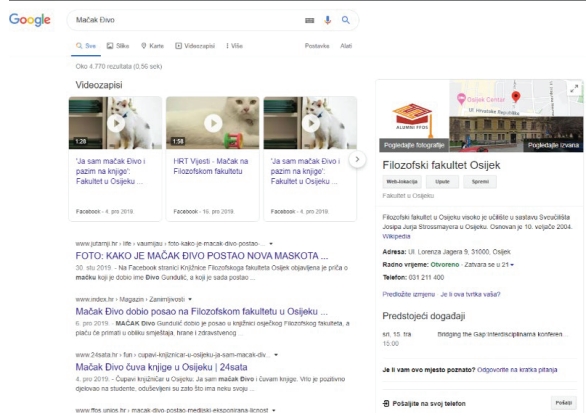 Google
Mačak Đivo
Sve Slike Karte Videozapisi Više Postavke Alati
Oko 4.770 rezultata (0,56 sek)
Videozapisi
1:28
'Ja sam mačak Đivo i
pazim na knjige':
Fakultet u Osijeku ...
Facebook - 4. pro 2019.
1:58
HRT Vijesti - Mačak na
Filozofskom fakultetu
Facebook - 16. pro 2019.
'Ja sam mačak Đivo i
pazim na knjige':
Fakultet u Osijeku ...
Facebook - 4. pro 2019.
www.jutarnji.hr › life › vaumijau › foto-kako-je-macak-divo-postao-...
FOTO: KAKO JE MAČAK ĐIVO POSTAO NOVA MASKOTA ...
30. stu 2019. - Na Facebook stranici Knjižnice Filozofskoga fakulteta Osijek objavljena je priča o
mačku koji je dobio ime Đivo Gundulić, a koji je sada postao ...
www.index.hr › Magazin › Zanimljivosti
Mačak Đivo dobio posao na Filozofskom fakultetu u Osijeku ...
6. pro 2019. - MAČAK Đivo Gundulić dobio je posao u knjižnici osječkog Filozofskog fakulteta, a
plaću će primati u obliku smještaja, hrane i zdravstvenog ...
www.24sata.hr › fun › cupavi-knjiznicar-u-osijeku-ja-sam-macak-div...
Mačak Đivo čuva knjige u Osijeku | 24sata
4. pro 2019. - Čupavi knjižničar u Osijeku: Ja sam mačak Đivo i čuvam knjige. Vrlo je pozitivno
djelovao na studente, oduševljeni su zato što ima neku svoju ...
www.ffos.unios.hr › macak-divo-postao-medijski-eksponirana-licnost
ALUMNI FFOS
Osijek Centar
Ul. Hrvatske Republike
Pogledajte fotografije Pogledajte izvana
Filozofski fakultet Osijek
Web-lokacija Upute Spremi
Fakultet u Osijeku
Filozofski fakultet u Osijeku visoko je učilište u sastavu Sveučilišta
Josipa Jurja Strossmayera u Osijeku. Osnovan je 10. veljače 2004.
Wikipedia
Adresa: Ul. Lorenza Jagera 9, 31000, Osijek
Radno vrijeme: Otvoreno · Zatvara se u 21
Telefon: 031 211 400
Predložite izmjenu · Je li ova tvrtka vaša?
Predstojeći događaji
sri, 15. tra Bridging the Gap Interdisciplinarna konferen...
15:00
Je li vam ovo mjesto poznato? Odgovorite na kratka pitanja
Pošaljite na svoj telefon Pošalji